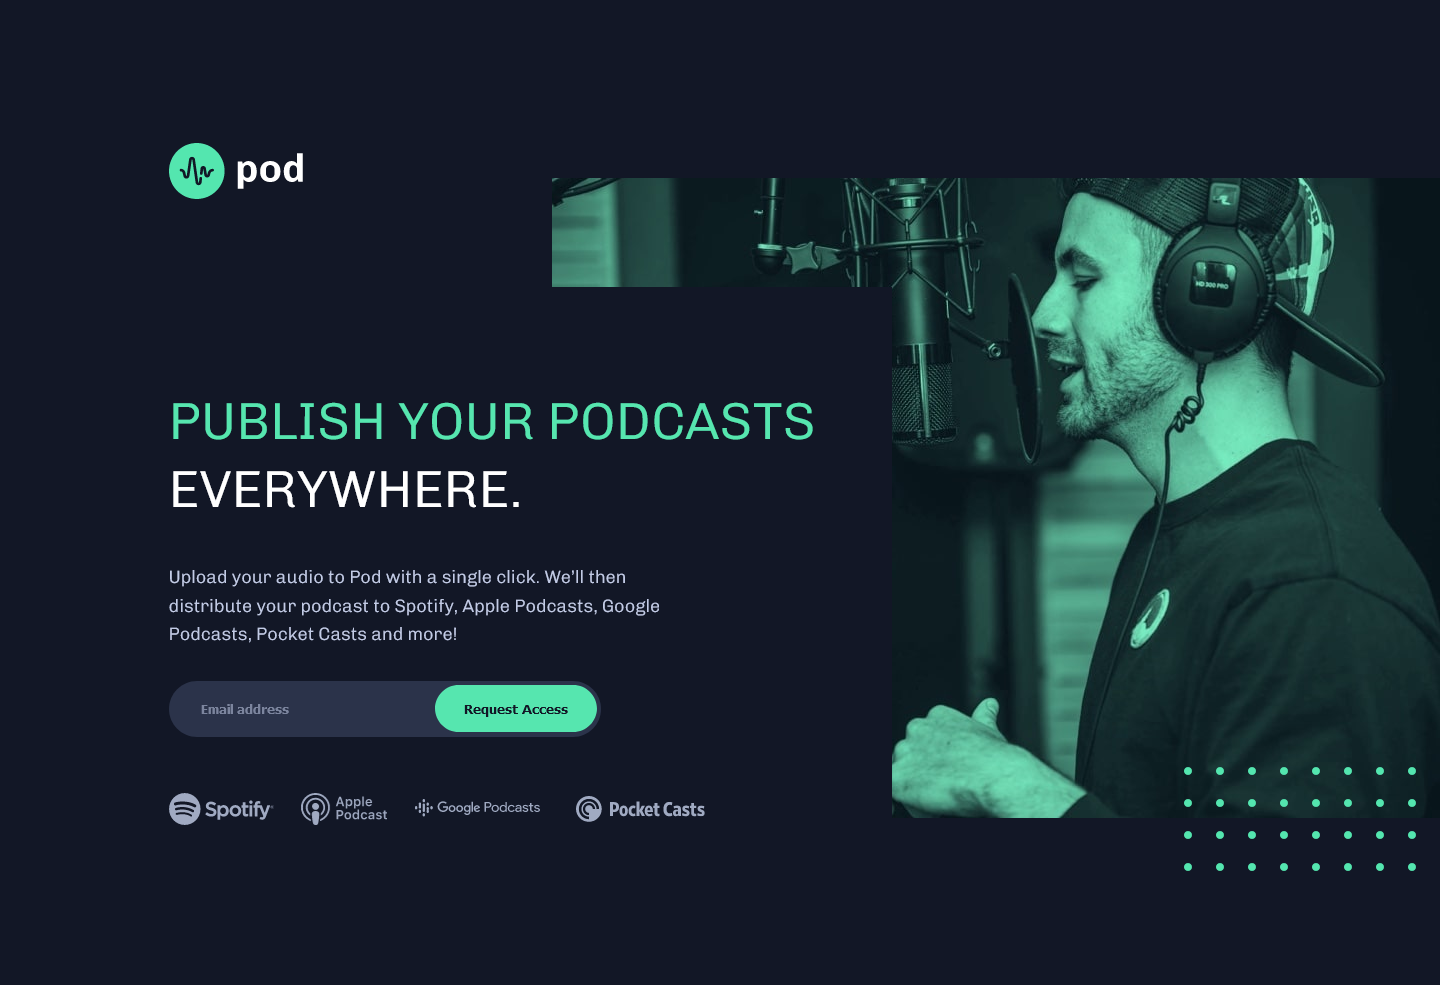 pod
HD 300 PRO
PUBLISH YOUR PODCASTS
EVERYWHERE.
Upload your audio to Pod with a single click. We’ll then
distribute your podcast to Spotify, Apple Podcasts, Google
Podcasts, Pocket Casts and more!
Email address
Request Access
Spotify
Apple
Podcast
Google Podcasts
Pocket Casts